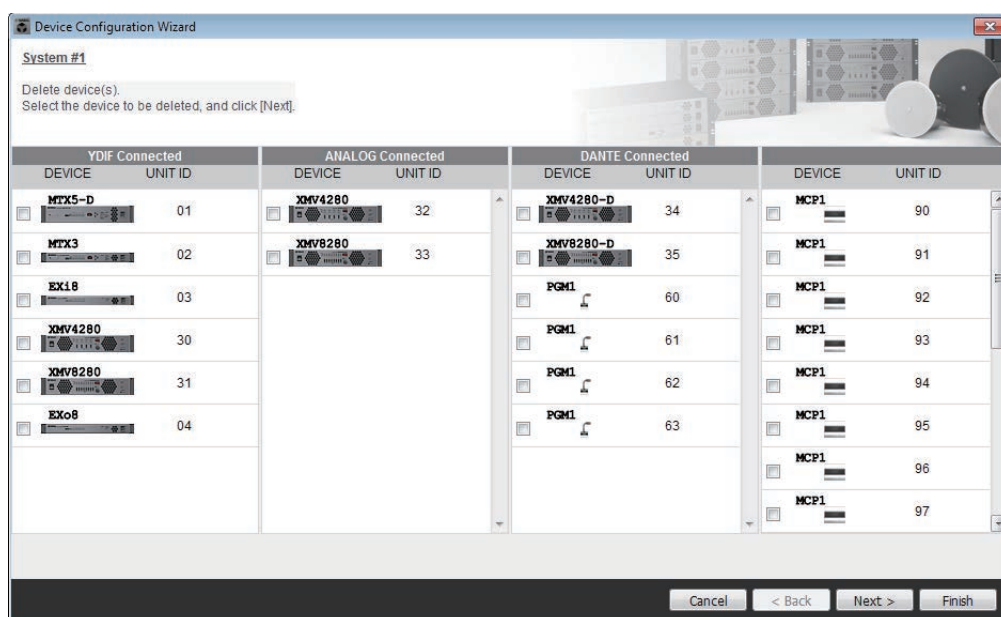 Device Configuration Wizard
System #1
Delete device(s).
Select the device to be deleted, and click [Next].
YDIF Connected
DEVICE UNIT ID
MTX5-D 01
MTX3 02
EXi8 03
XMV4280 30
XMV8280 31
EXo8 04
ANALOG Connected
DEVICE UNIT ID
XMV4280 32
XMV8280 33
DANTE Connected
DEVICE UNIT ID
XMV4280-D 34
XMV8280-D 35
PGM1 60
PGM1 61
PGM1 62
PGM1 63
DEVICE UNIT ID
MCP1 90
MCP1 91
MCP1 92
MCP1 93
MCP1 94
MCP1 95
MCP1 96
MCP1 97
Cancel < Back Next > Finish